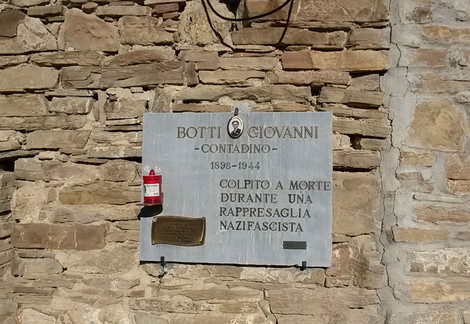 BOTTI GIOVANNI
-CONTADINO-
1898-1944
COLPITO A MORTE
DURANTE UNA
RAPPRESAGLIA
NAZIFASCISTA